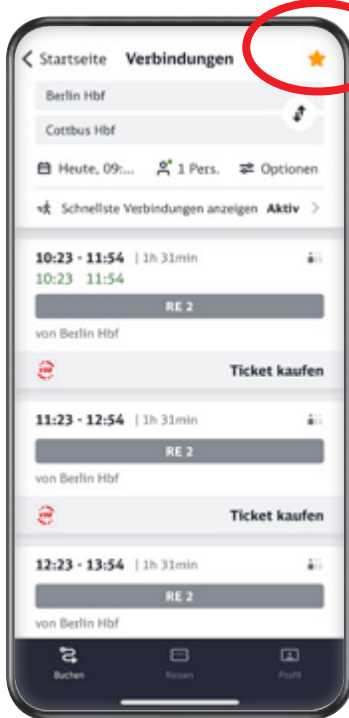 Startseite Verbindungen
Berlin Hbf
Cottbus Hbf
Heute, 09:... 1 Pers. Optionen
Schnellste Verbindungen anzeigen Aktiv
10:23 - 11:54 | 1h 31min
10:23 11:54
RE 2
von Berlin Hbf
Ticket kaufen
11:23 - 12:54 | 1h 31min
RE 2
von Berlin Hbf
Ticket kaufen
12:23 - 13:54 | 1h 31min
RE 2
von Berlin Hbf
Buchen Reisen Profil